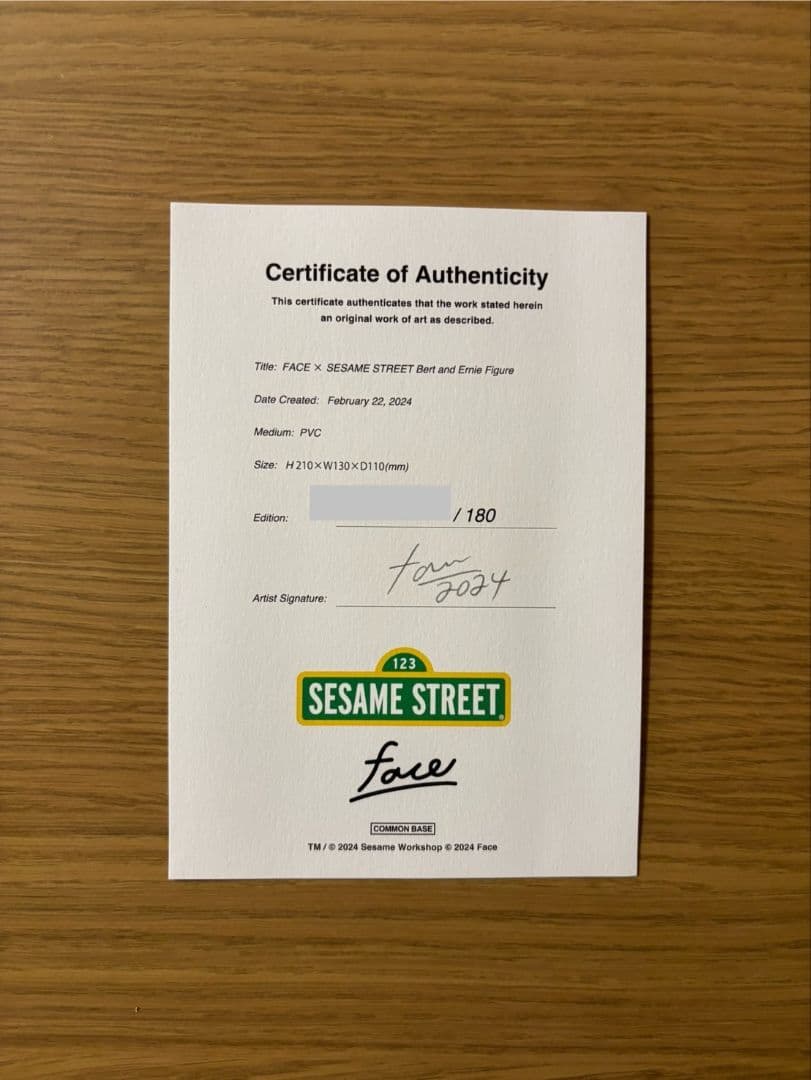 Certificate of Authenticity
This certificate authenticates that the work stated herein
an original work of art as described.
Title: FACE × SESAME STREET Bert and Ernie Figure
Date Created: February 22, 2024
Medium: PVC
Size: H210×W130×D110(mm)
Edition: / 180
2024
Artist Signature:
123
SESAME STREET®
face
COMMON BASE
TM / © 2024 Sesame Workshop © 2024 Face